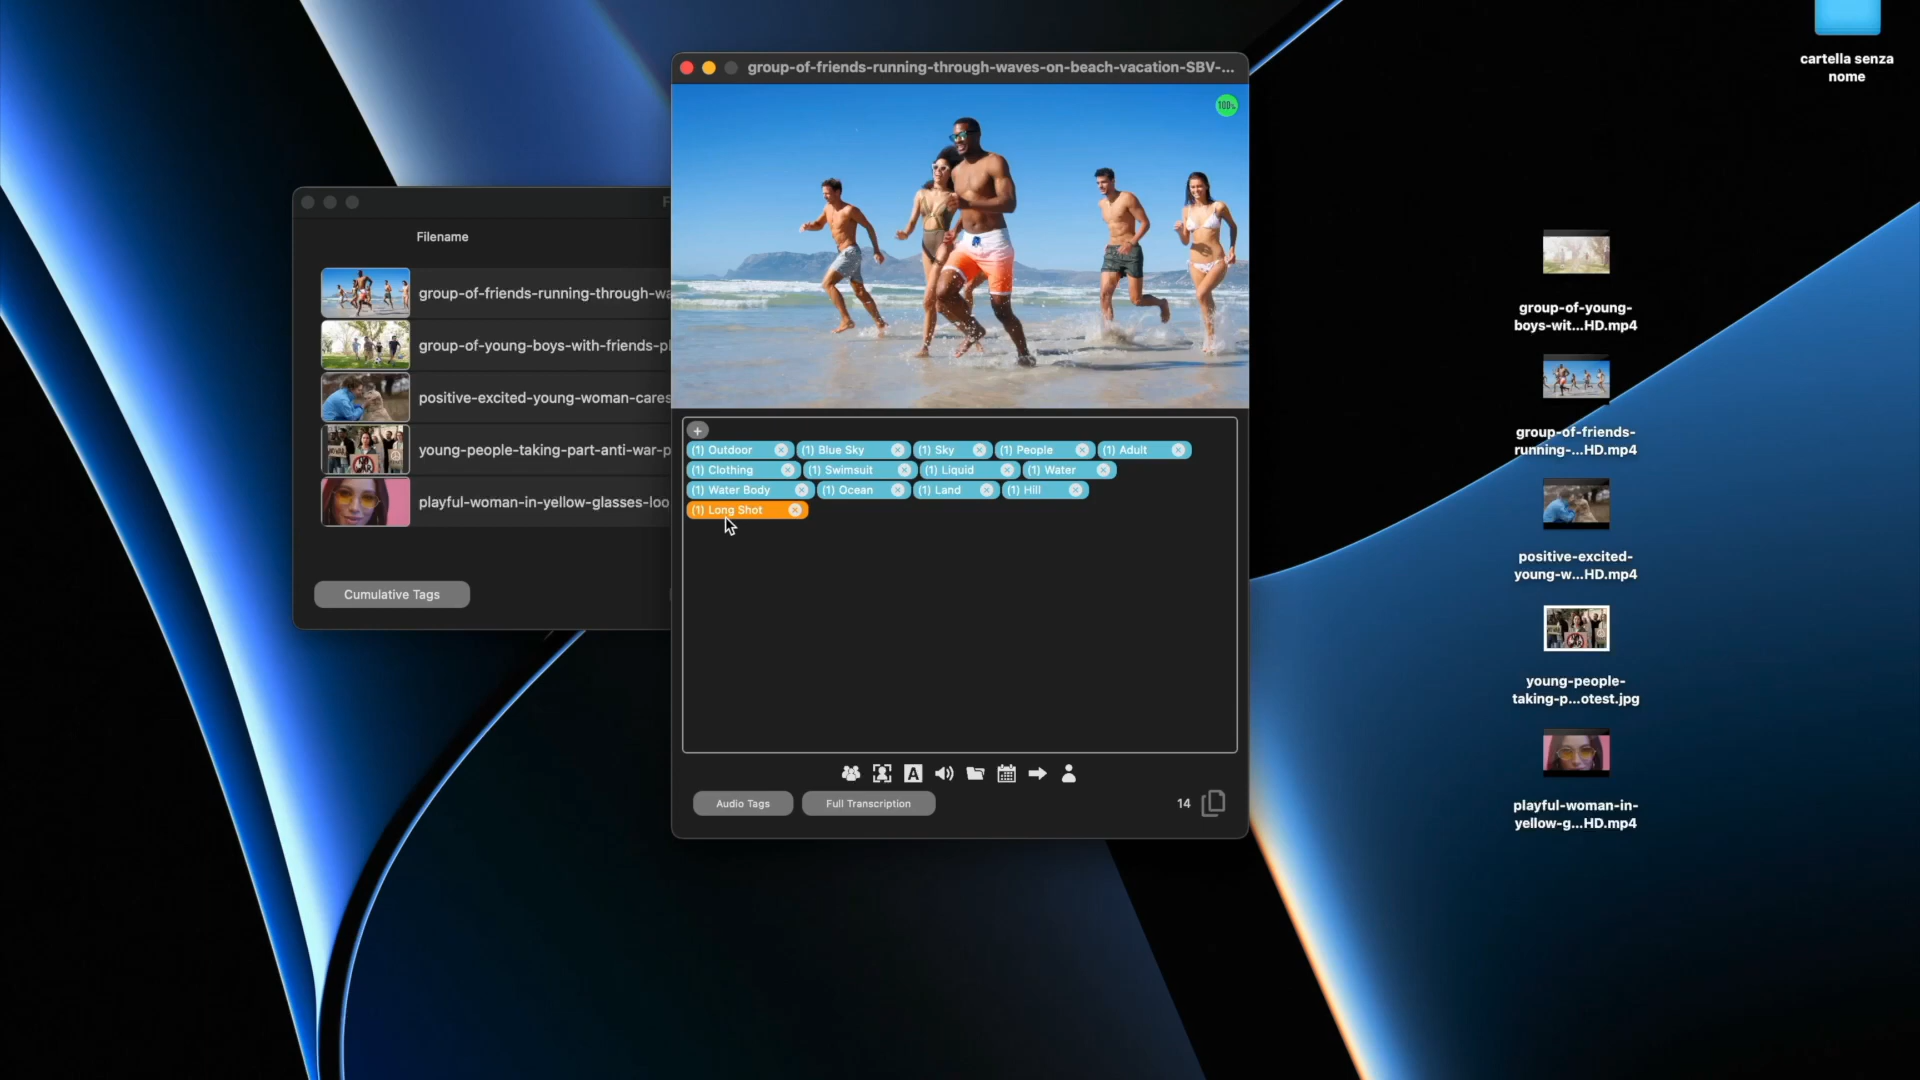 cartella senza
nome
group-of-friends-running-through-waves-on-beach-vacation-SBV-...
100%
F
Filename
group-of-friends-running-through-wa
group-of-young-boys-with-friends-pl
positive-excited-young-woman-cares
young-people-taking-part-anti-war-p
playful-woman-in-yellow-glasses-loo
Cumulative Tags
+
(1) Outdoor (1) Blue Sky (1) Sky (1) People (1) Adult
(1) Clothing (1) Swimsuit (1) Liquid (1) Water
(1) Water Body (1) Ocean (1) Land (1) Hill
(1) Long Shot
A
Audio Tags Full Transcription 14
group-of-young-
boys-wit...HD.mp4
group-of-friends-
running-...HD.mp4
positive-excited-
young-w...HD.mp4
young-people-
taking-p...otest.jpg
playful-woman-in-
yellow-g...HD.mp4